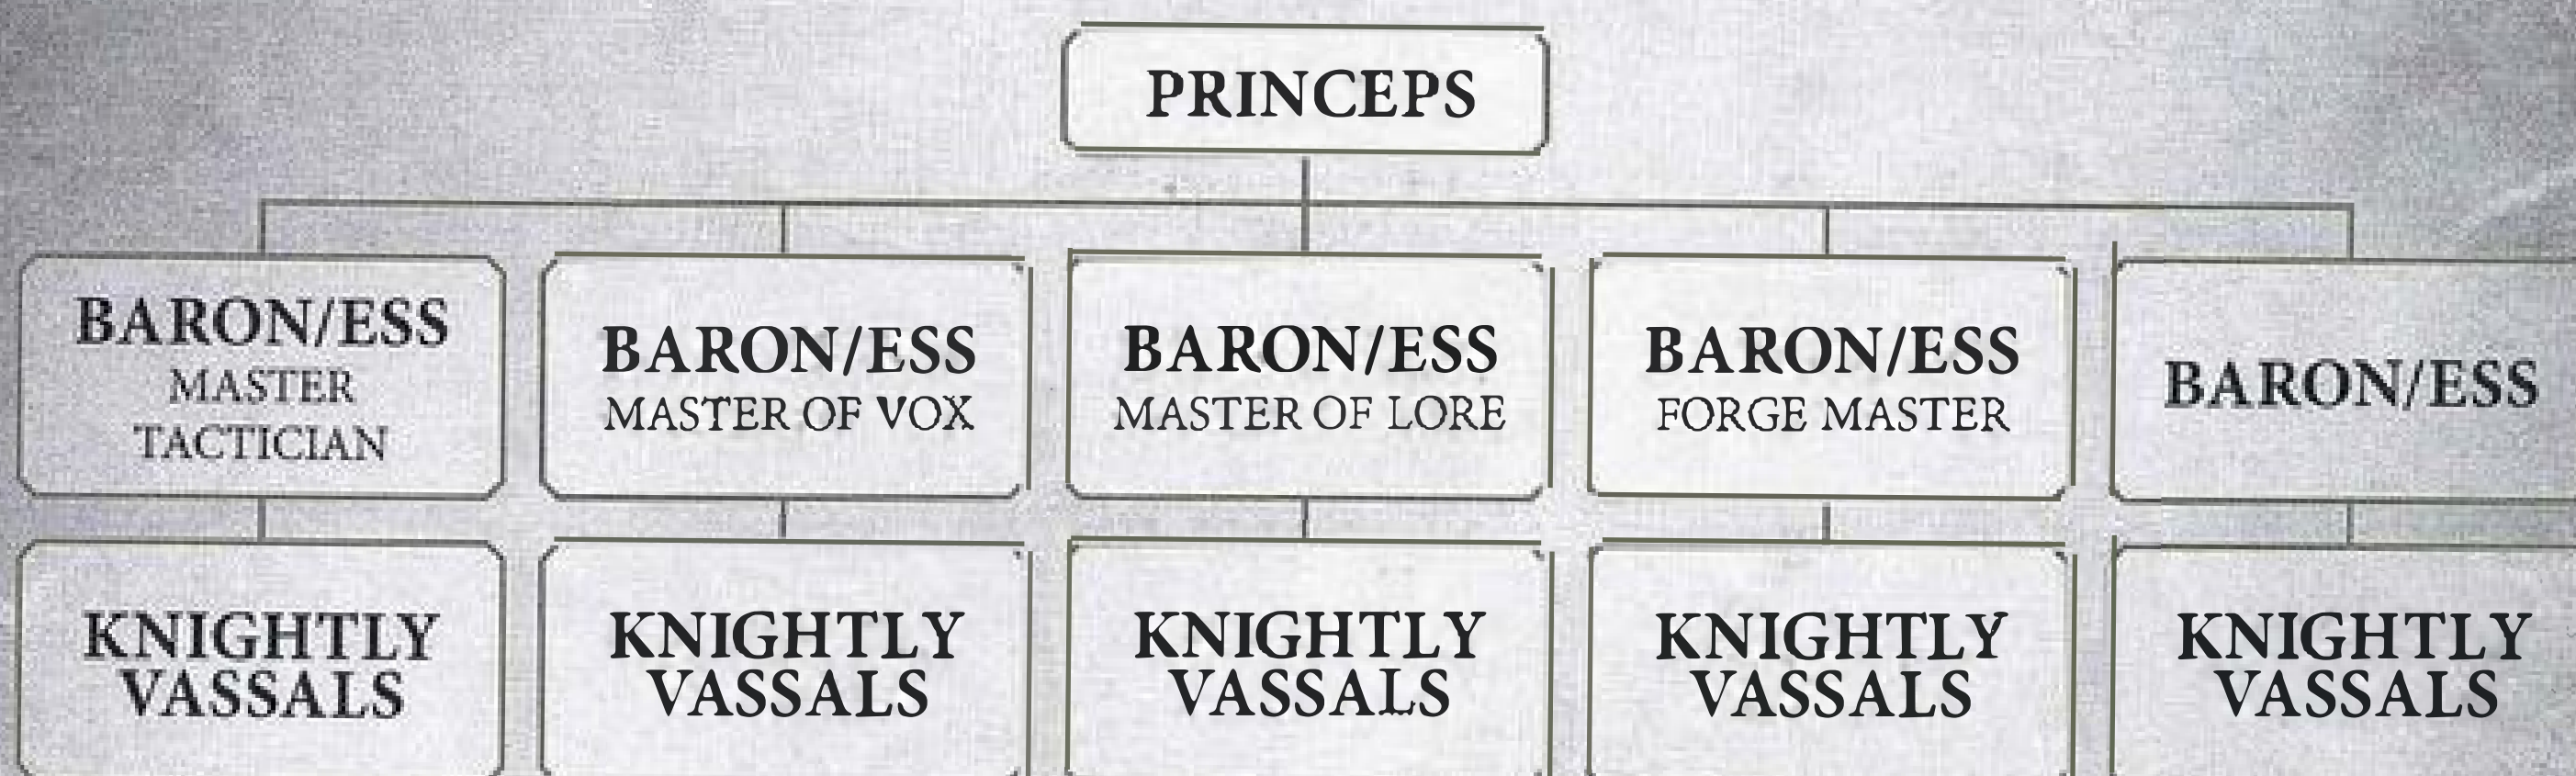 PRINCEPS
BARON/ESS
MASTER
TACTICIAN
BARON/ESS
MASTER OF VOX
BARON/ESS
MASTER OF LORE
BARON/ESS
FORGE MASTER
BARON/ESS
KNIGHTLY
VASSALS
KNIGHTLY
VASSALS
KNIGHTLY
VASSALS
KNIGHTLY
VASSALS
KNIGHTLY
VASSALS